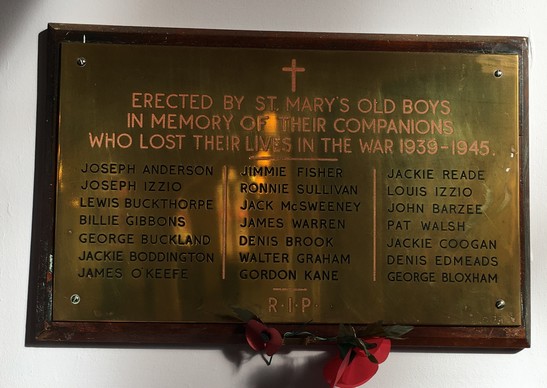 ERECTED BY ST. MARY'S OLD BOYS
IN MEMORY OF THEIR COMPANIONS
WHO LOST THEIR LIVES IN THE WAR 1939-1945.
JOSEPH ANDERSON
JOSEPH IZZIO
LEWIS BUCKTHORPE
BILLIE GIBBONS
GEORGE BUCKLAND
JACKIE BODDINGTON
JAMES O'KEEFE
JIMMIE FISHER
RONNIE SULLIVAN
JACK McSWEENEY
JAMES WARREN
DENIS BROOK
WALTER GRAHAM
GORDON KANE
JACKIE READE
LOUIS IZZIO
JOHN BARZEE
PAT WALSH
JACKIE COOGAN
DENIS EDMEADS
GEORGE BLOXHAM
R·I·P